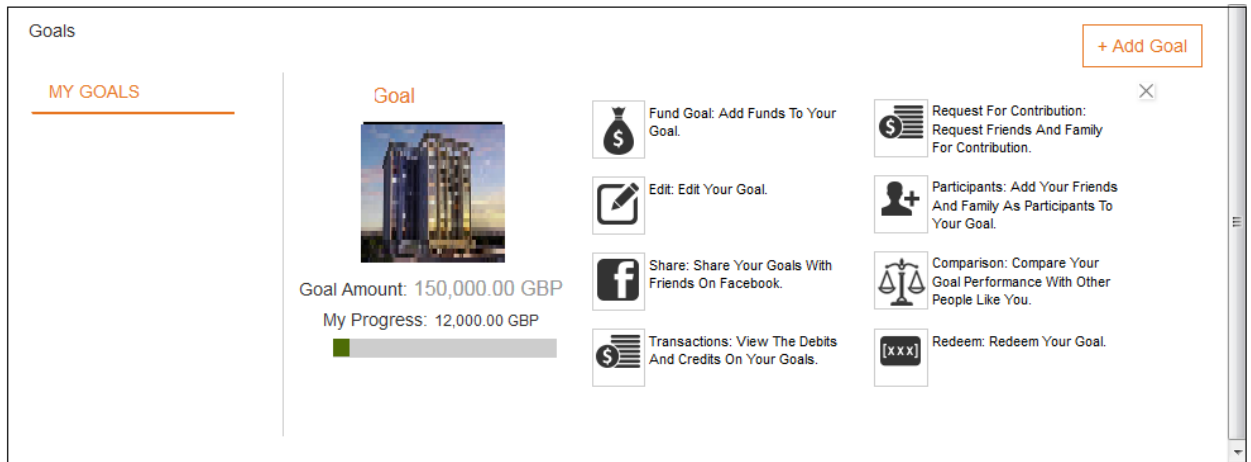 Goals
+ Add Goal
MY GOALS
Goal
Goal Amount: 150,000.00 GBP
My Progress: 12,000.00 GBP
$
Fund Goal: Add Funds To Your
Goal.
Edit: Edit Your Goal.
f
Share: Share Your Goals With
Friends On Facebook.
$
Transactions: View The Debits
And Credits On Your Goals.
$
Request For Contribution:
Request Friends And Family
For Contribution.
Participants: Add Your Friends
And Family As Participants To
Your Goal.
Comparison: Compare Your
Goal Performance With Other
People Like You.
[xxx]
Redeem: Redeem Your Goal.